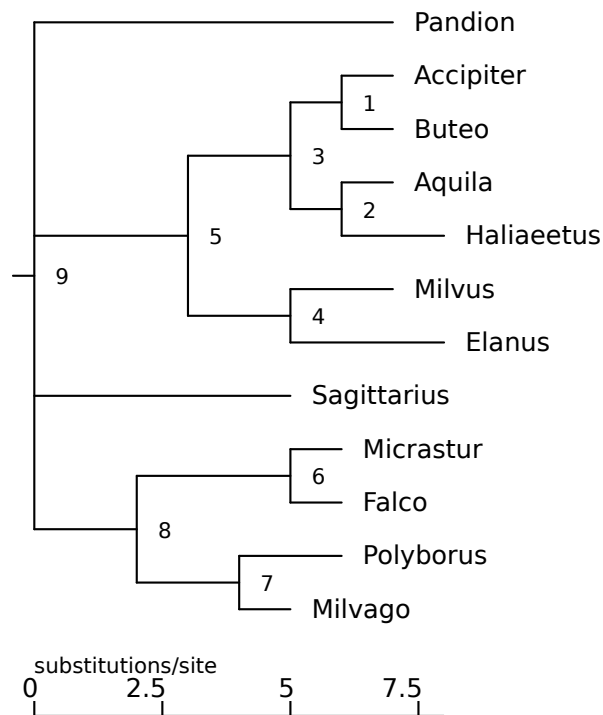 Pandion
Accipiter
1
Buteo
3
Aquila
2
Haliaeetus
5
9
Milvus
4
Elanus
Sagittarius
Micrastur
6
Falco
8
Polyborus
7
Milvago
substitutions/site
0 2.5 5 7.5